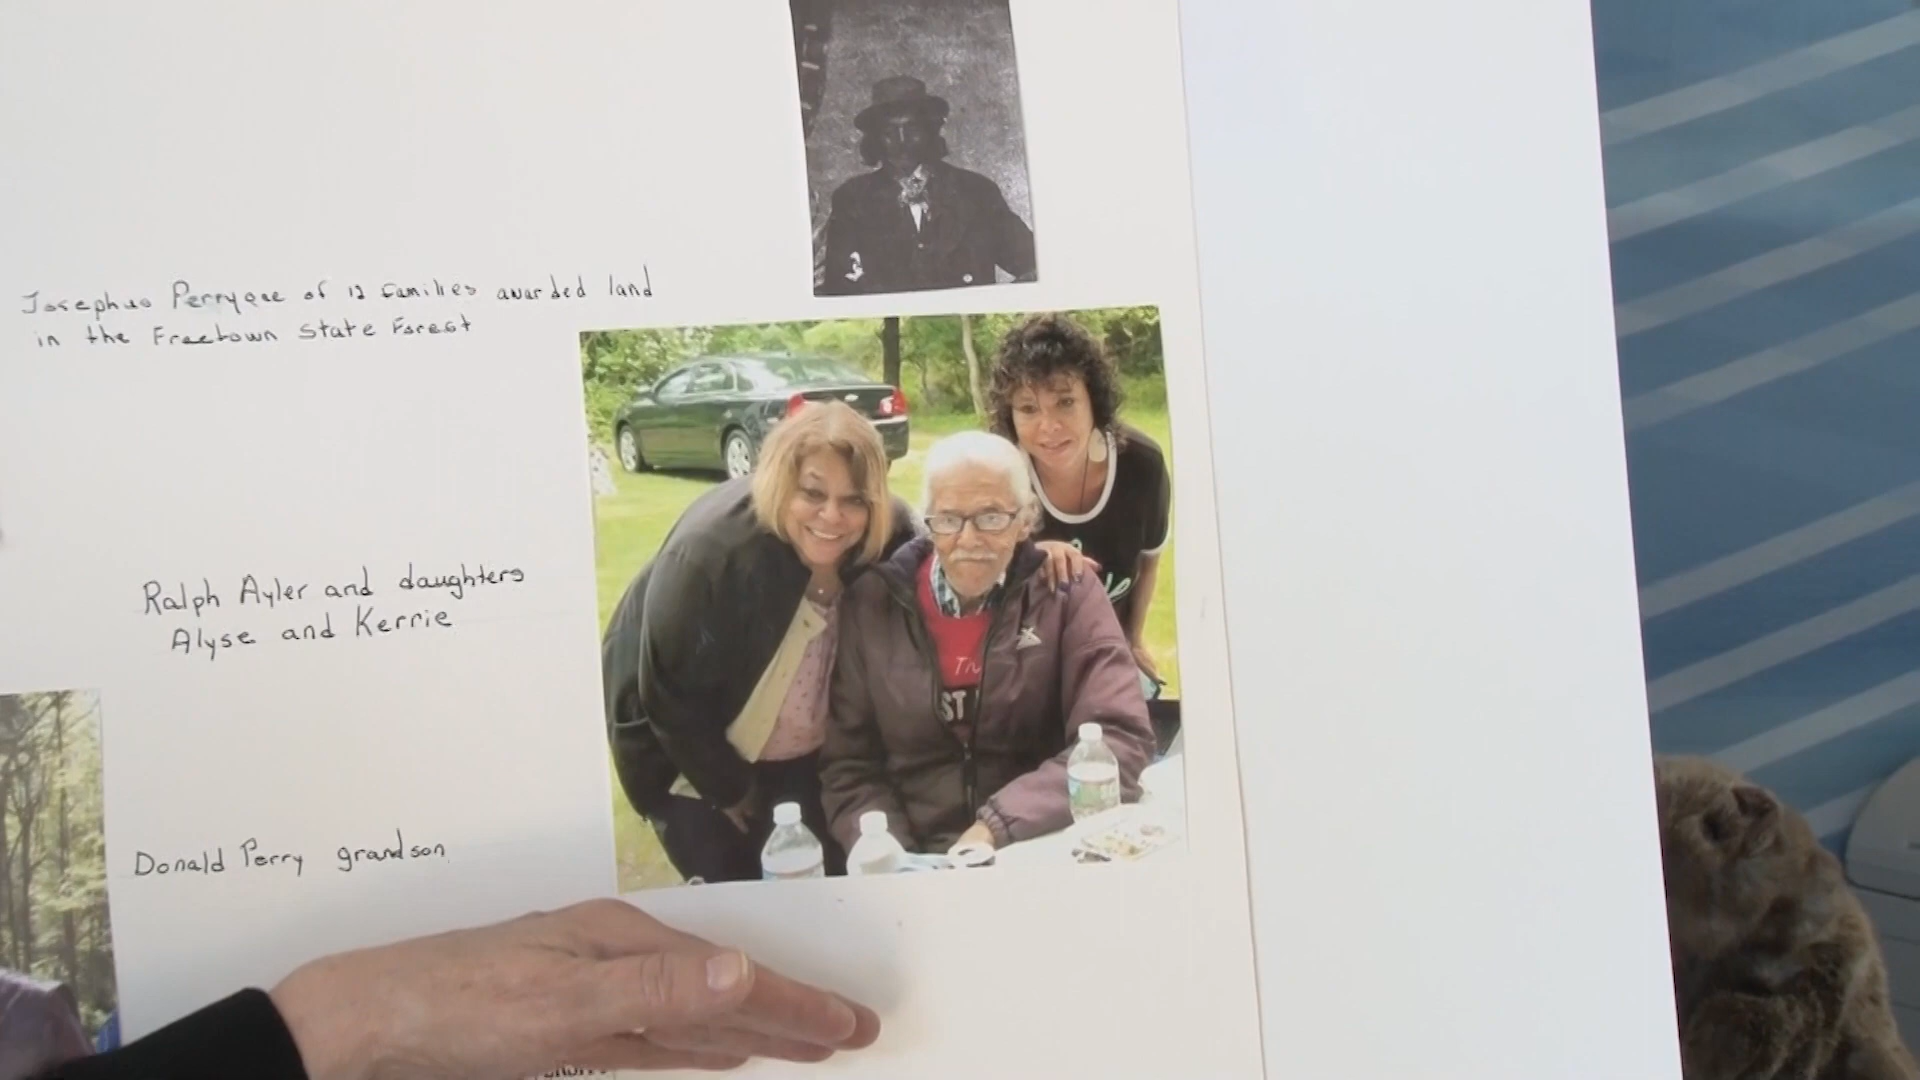 Josephus Perry one of 12 families awarded land
in the Freetown State Forest
Ralph Ayler and daughters
Alyse and Kerrie
Donald Perry grandson